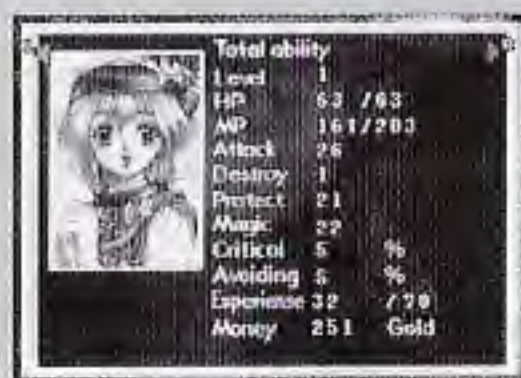 Total ability
Level 1
HP 63 /63
MP 161/203
Attack 26
Destroy 1
Protect 21
Magic 22
Critical 5 %
Avoiding 5 %
Experience 32 /70
Money 251 Gold